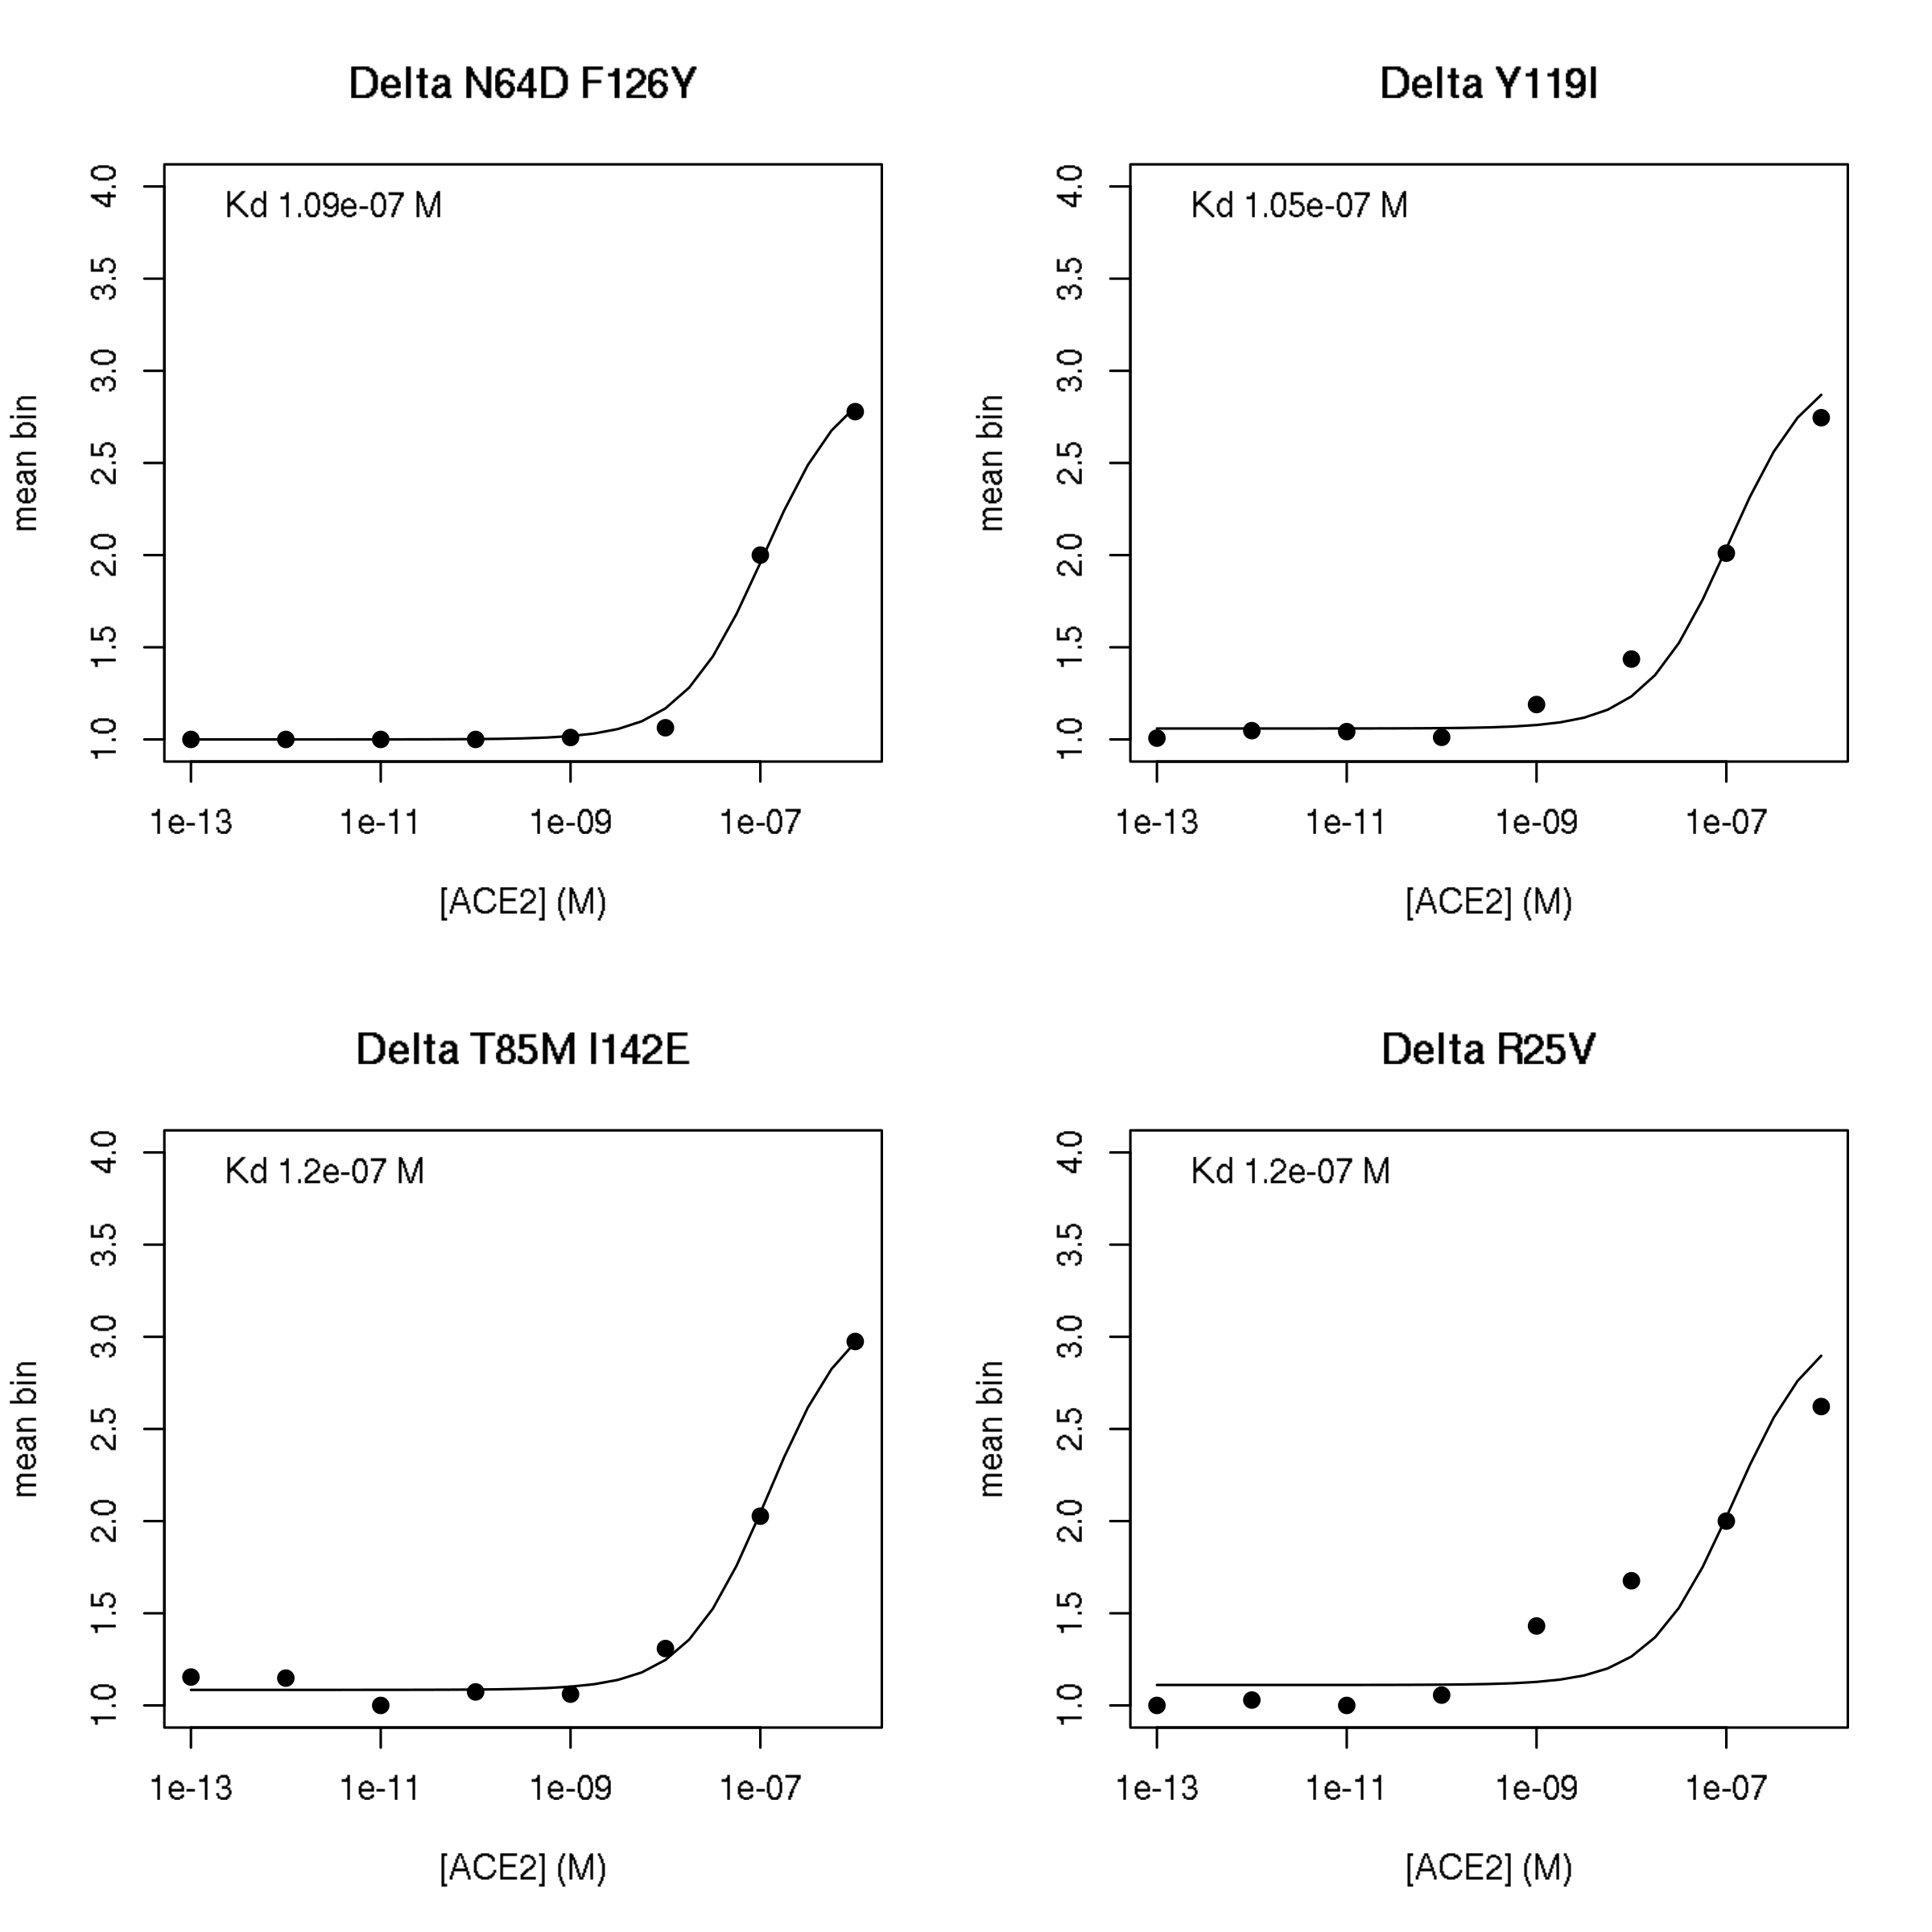 Delta N64D F126Y
Kd 1.09e-07 M
4.0
3.5
3.0
2.5
2.0
1.5
1.0
mean bin
1e-13 1e-11 1e-09 1e-07
[ACE2] (M)
Delta Y119I
Kd 1.05e-07 M
4.0
3.5
3.0
2.5
2.0
1.5
1.0
mean bin
1e-13 1e-11 1e-09 1e-07
[ACE2] (M)
Delta T85M I142E
Kd 1.2e-07 M
4.0
3.5
3.0
2.5
2.0
1.5
1.0
mean bin
1e-13 1e-11 1e-09 1e-07
[ACE2] (M)
Delta R25V
Kd 1.2e-07 M
4.0
3.5
3.0
2.5
2.0
1.5
1.0
mean bin
1e-13 1e-11 1e-09 1e-07
[ACE2] (M)